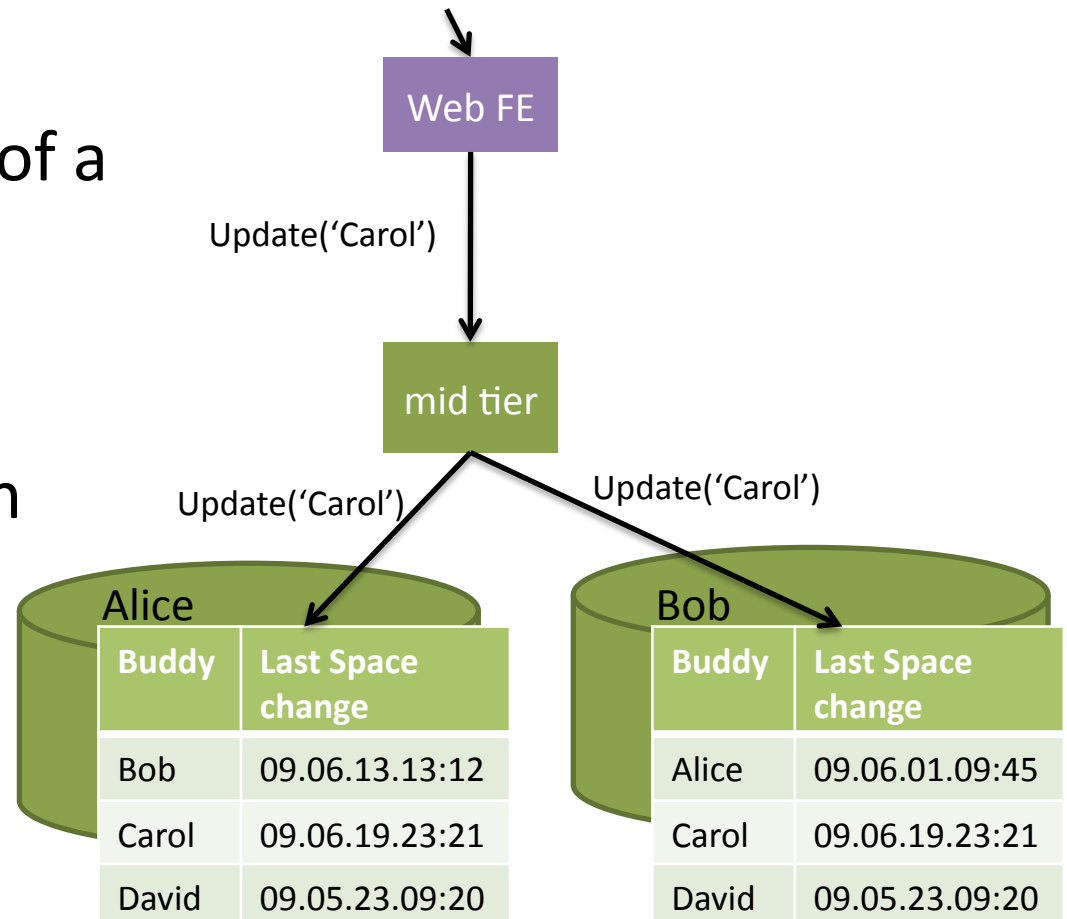 Web FE
of a
Update(‘Carol’)
mid tier
n
Update(‘Carol’)
Update(‘Carol’)
Alice
Buddy Last Space
change
Bob 09.06.13.13:12
Carol 09.06.19.23:21
David 09.05.23.09:20
Bob
Buddy Last Space
change
Alice 09.06.01.09:45
Carol 09.06.19.23:21
David 09.05.23.09:20